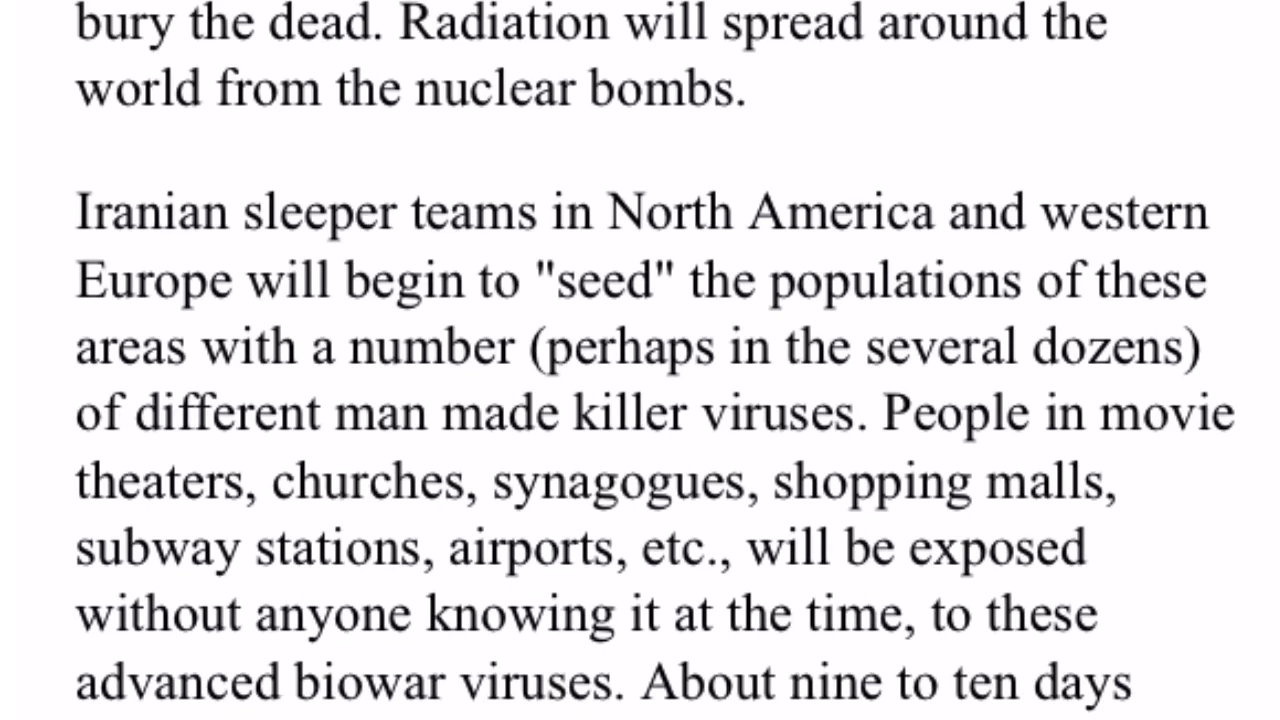 bury the dead. Radiation will spread around the
world from the nuclear bombs.
Iranian sleeper teams in North America and western
Europe will begin to "seed" the populations of these
areas with a number (perhaps in the several dozens)
of different man made killer viruses. People in movie
theaters, churches, synagogues, shopping malls,
subway stations, airports, etc., will be exposed
without anyone knowing it at the time, to these
advanced biowar viruses. About nine to ten days